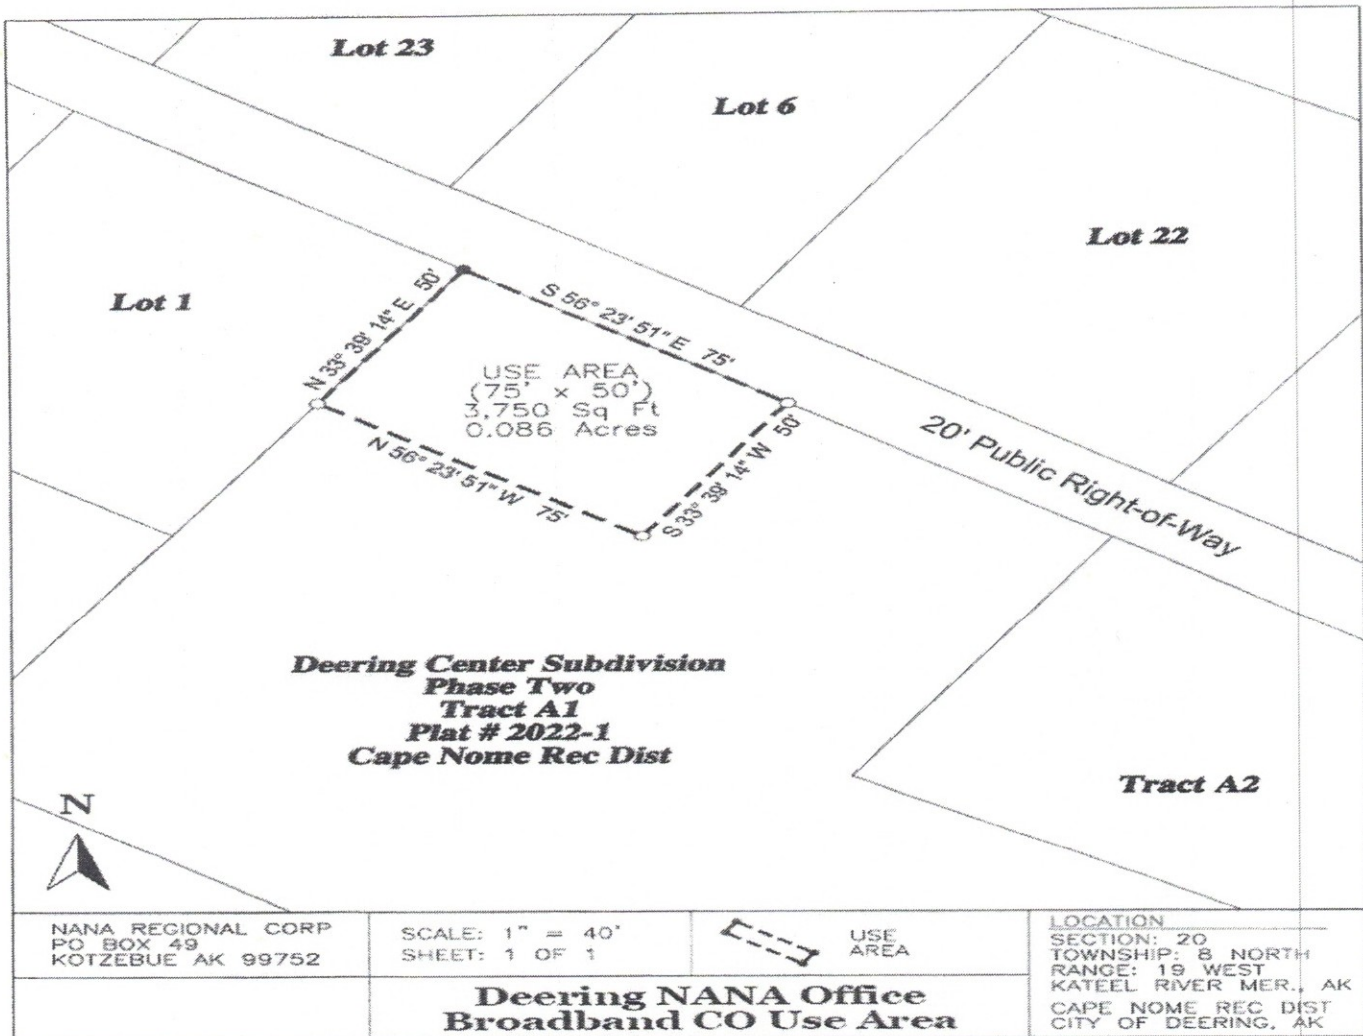 Lot 23
Lot 6
Lot 22
Lot 1
N 33° 39' 14" E 50'
S 56° 23' 51" E 75'
USE AREA
(75' x 50')
3,750 Sq Ft
0.086 Acres
N 56° 23' 51" W 75'
S 33° 39' 14" W 50'
20' Public Right-of-Way
Deering Center Subdivision
Phase Two
Tract A1
Plat # 2022-1
Cape Nome Rec Dist
Tract A2
N
NANA REGIONAL CORP
PO BOX 49
KOTZEBUE AK 99752
SCALE: 1" = 40'
SHEET: 1 OF 1
USE
AREA
Deering NANA Office
Broadband CO Use Area
LOCATION
SECTION: 20
TOWNSHIP: 8 NORTH
RANGE: 19 WEST
KATEEL RIVER MER., AK
CAPE NOME REC DIST
CITY OF DEERING, AK